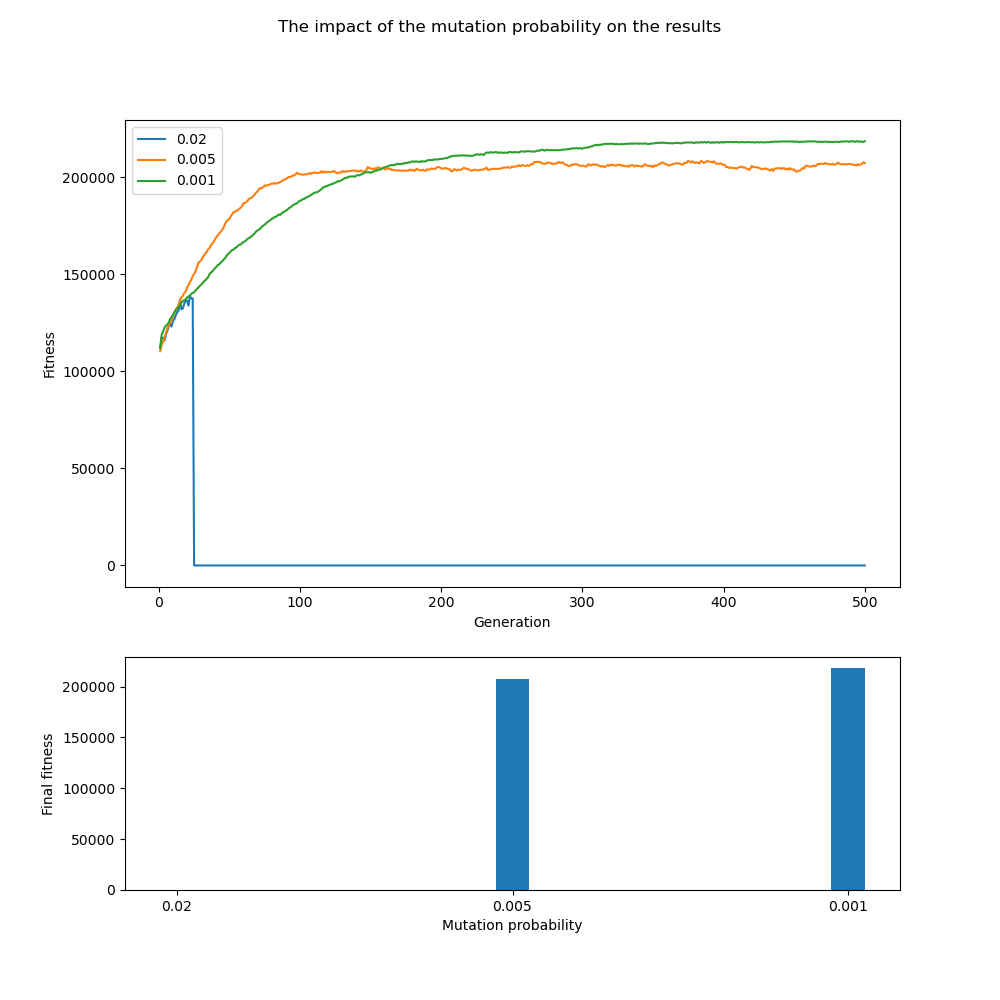 The impact of the mutation probability on the results
0.02
0.005
0.001
200000
150000
100000
50000
0
Fitness
0 100 200 300 400 500
Generation
200000
150000
100000
50000
0
Final fitness
0.02 0.005 0.001
Mutation probability